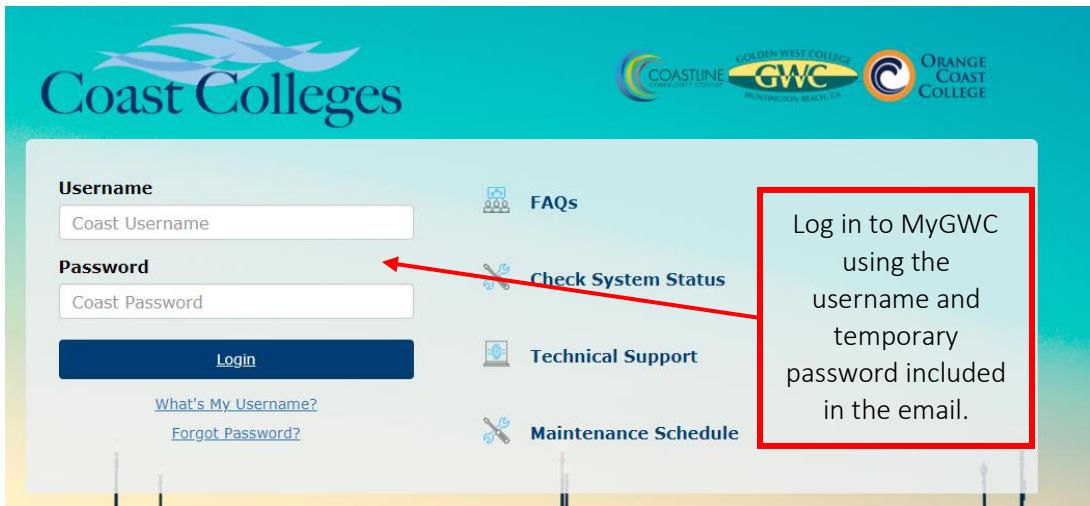 Coast Colleges
COASTLINE
COMMUNITY COLLEGE
GOLDEN WEST COLLEGE
GWC
HUNTINGTON BEACH, CA
ORANGE
COAST
COLLEGE
Username
Coast Username
Password
Coast Password
Login
What's My Username?
Forgot Password?
FAQs
Check System Status
Technical Support
Maintenance Schedule
Log in to MyGWC
using the
username and
temporary
password included
in the email.